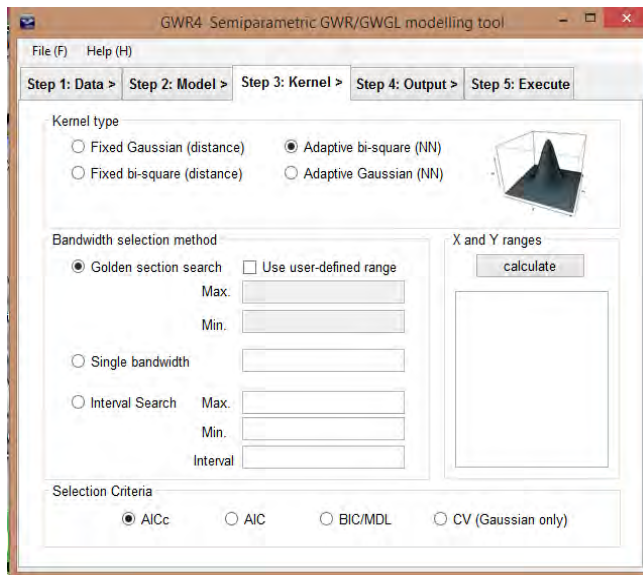 GWR4 Semiparametric GWR/GWGL modelling tool
File (F) Help (H)
Step 1: Data > Step 2: Model > Step 3: Kernel > Step 4: Output > Step 5: Execute
Kernel type
Fixed Gaussian (distance) Adaptive bi-square (NN)
Fixed bi-square (distance) Adaptive Gaussian (NN)
Bandwidth selection method
Golden section search Use user-defined range
Max.
Min.
Single bandwidth
Interval Search Max.
Min.
Interval
X and Y ranges
calculate
Selection Criteria
AICc AIC BIC/MDL CV (Gaussian only)